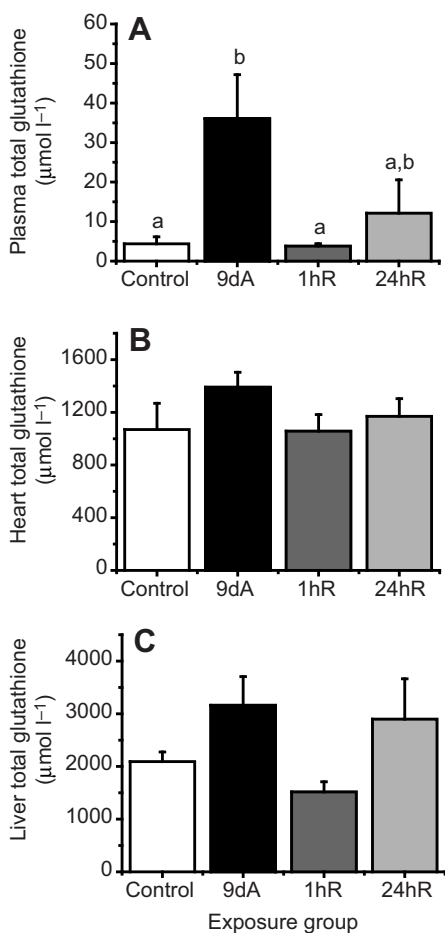 A
Plasma total glutathione
(μmol l–1)
60
50
40
30
20
10
0
a
b
a
a,b
Control 9dA 1hR 24hR
B
Heart total glutathione
(μmol l–1)
1600
1200
800
400
0
Control 9dA 1hR 24hR
C
Liver total glutathione
(μmol l–1)
4000
3000
2000
1000
0
Control 9dA 1hR 24hR
Exposure group